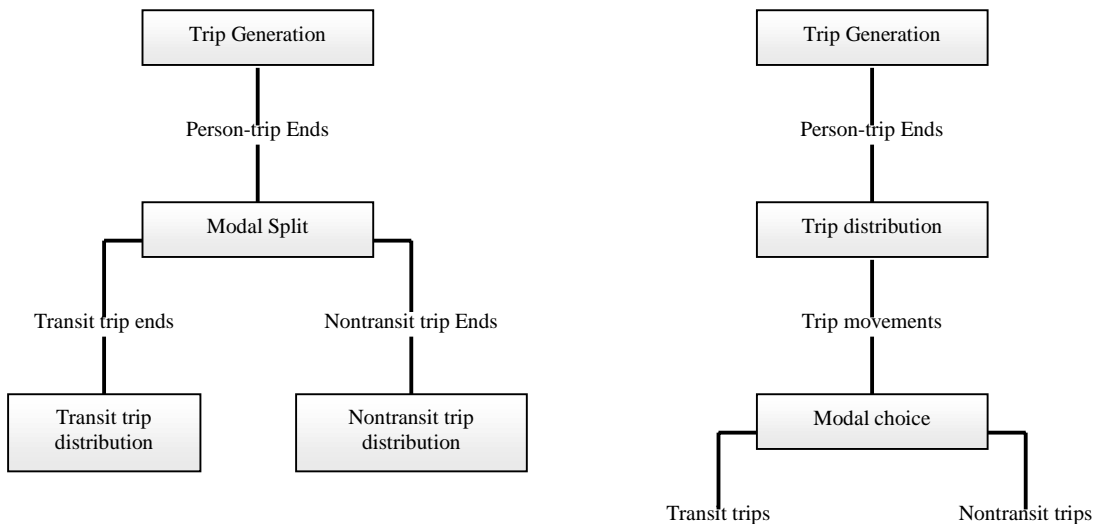 Trip Generation
Person-trip Ends
Modal Split
Transit trip ends
Nontransit trip Ends
Transit trip
distribution
Nontransit trip
distribution
Trip Generation
Person-trip Ends
Trip distribution
Trip movements
Modal choice
Transit trips
Nontransit trips